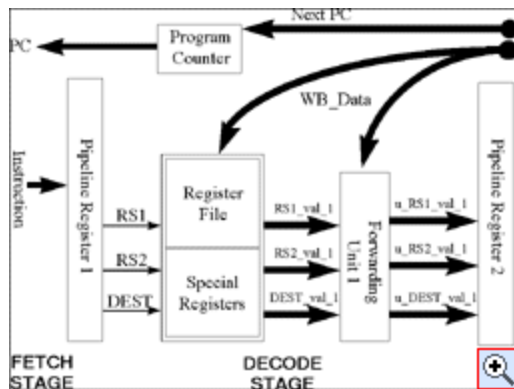 Next PC
PC
Program
Counter
WB_Data
Instruction
Pipeline Register 1
RS1
RS2
DEST
Register
File
Special
Registers
RS1_val_1
RS2_val_1
DEST_val_1
Forwarding
Unit 1
u_RS1_val_1
u_RS2_val_1
u_DEST_val_1
Pipeline Register 2
FETCH
STAGE
DECODE
STAGE